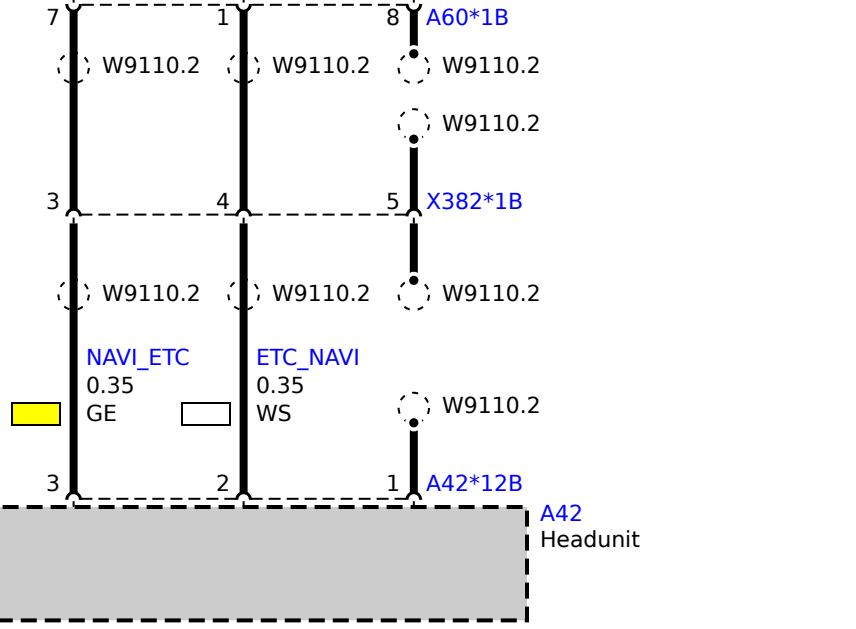 7 1 8 A60*1B
W9110.2 W9110.2 W9110.2
W9110.2
3 4 5 X382*1B
W9110.2 W9110.2 W9110.2
NAVI_ETC ETC_NAVI
0.35 0.35
W9110.2
GE WS
3 2 1 A42*12B
A42
Headunit